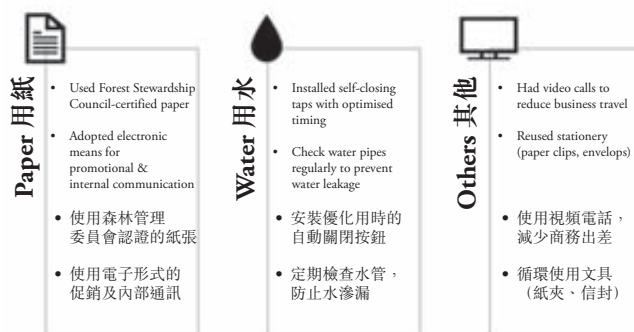 Paper 用紙
• Used Forest Stewardship
Council-certified paper
• Adopted electronic
means for
promotional &
internal communication
• 使用森林管理
委員會認證的紙張
• 使用電子形式的
促銷及內部通訊
Water 用水
• Installed self-closing
taps with optimised
timing
• Check water pipes
regularly to prevent
water leakage
• 安裝優化用時的
自動關閉按鈕
• 定期檢查水管，
防止水滲漏
Others 其他
• Had video calls to
reduce business travel
• Reused stationery
(paper clips, envelops)
• 使用視頻電話，
減少商務出差
• 循環使用文具
（紙夾、信封）